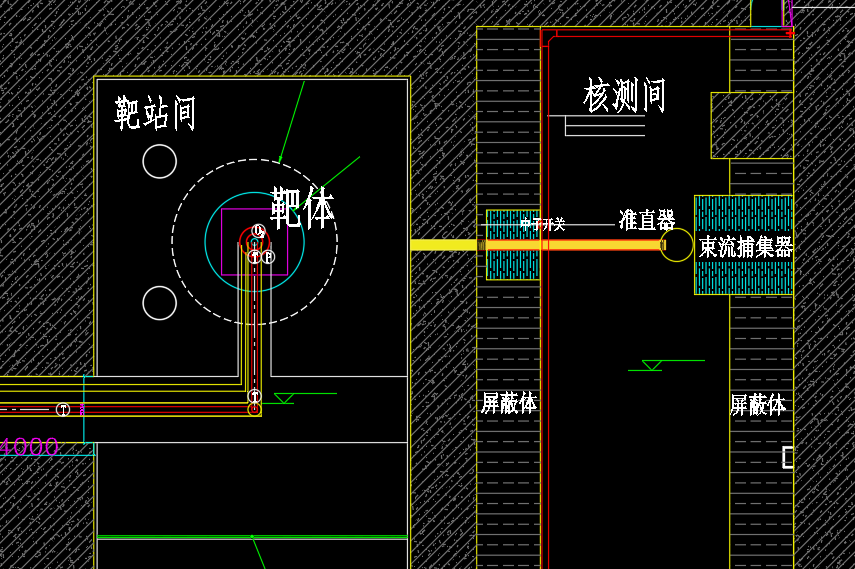 靶站间
核测间
靶体
中子开关
准直器
束流捕集器
屏蔽体
屏蔽体
4000